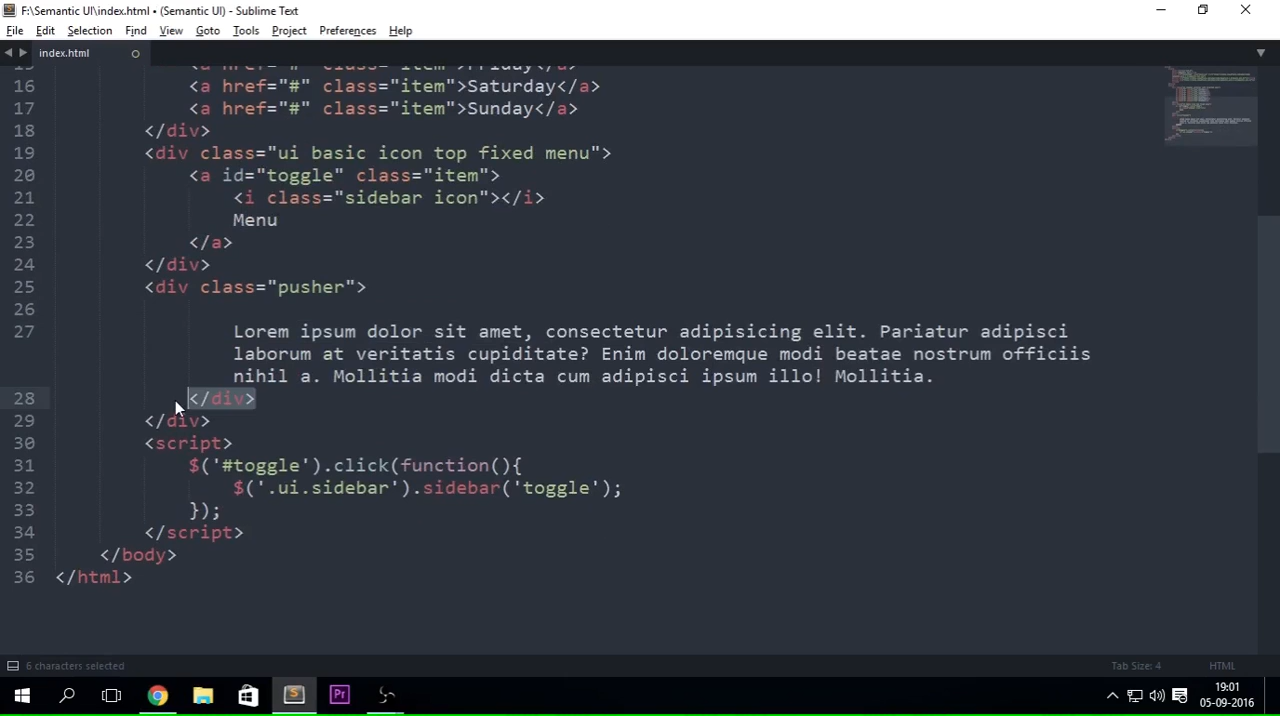 F:\Semantic UI\index.html • (Semantic UI) - Sublime Text
File Edit Selection Find View Goto Tools Project Preferences Help
index.html
15 <a href="#" class="item">Friday</a>
16 <a href="#" class="item">Saturday</a>
17 <a href="#" class="item">Sunday</a>
18 </div>
19 <div class="ui basic icon top fixed menu">
20 <a id="toggle" class="item">
21 <i class="sidebar icon"></i>
22 Menu
23 </a>
24 </div>
25 <div class="pusher">
26
27 Lorem ipsum dolor sit amet, consectetur adipisicing elit. Pariatur adipisci
laborum at veritatis cupiditate? Enim doloremque modi beatae nostrum officiis
nihil a. Mollitia modi dicta cum adipisci ipsum illo! Mollitia.
28 </div>
29 </div>
30 <script>
31 $('#toggle').click(function(){
32 $('.ui.sidebar').sidebar('toggle');
33 });
34 </script>
35 </body>
36 </html>
6 characters selected Tab Size: 4 HTML
Pr
19:01
05-09-2016